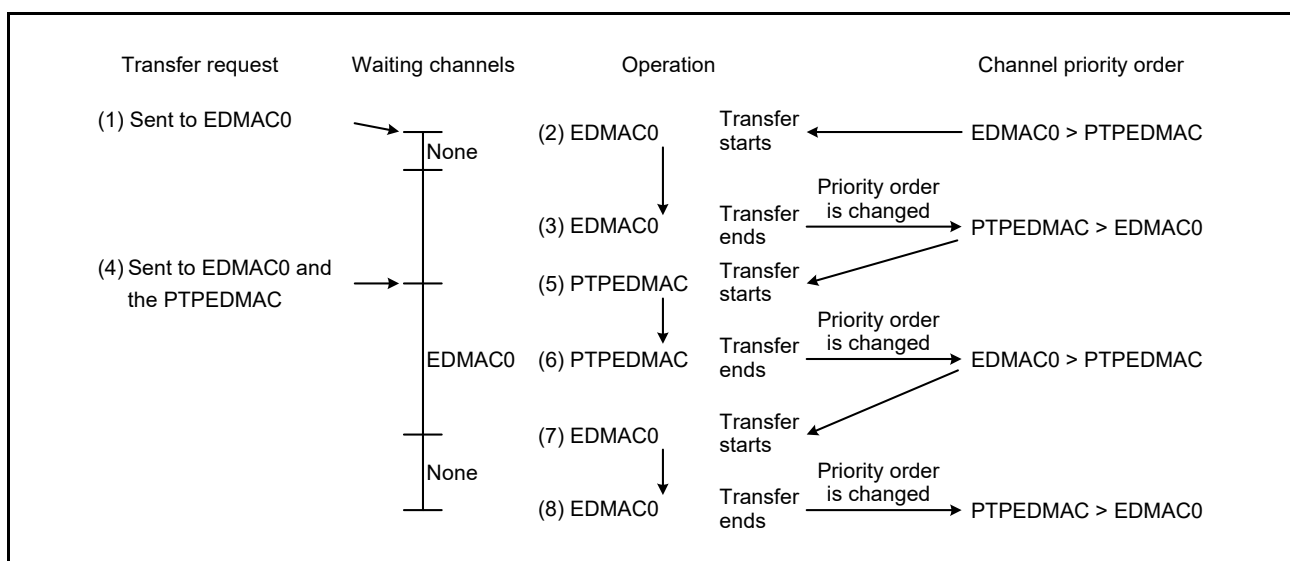 Transfer request Waiting channels Operation Channel priority order
(1) Sent to EDMAC0
(2) EDMAC0 Transfer
starts
EDMAC0 > PTPEDMAC
None
Priority order
is changed
(3) EDMAC0 Transfer
ends
PTPEDMAC > EDMAC0
(4) Sent to EDMAC0 and
the PTPEDMAC
(5) PTPEDMAC Transfer
starts
Priority order
is changed
EDMAC0
(6) PTPEDMAC Transfer
ends
EDMAC0 > PTPEDMAC
(7) EDMAC0 Transfer
starts
None
Priority order
is changed
(8) EDMAC0 Transfer
ends
PTPEDMAC > EDMAC0